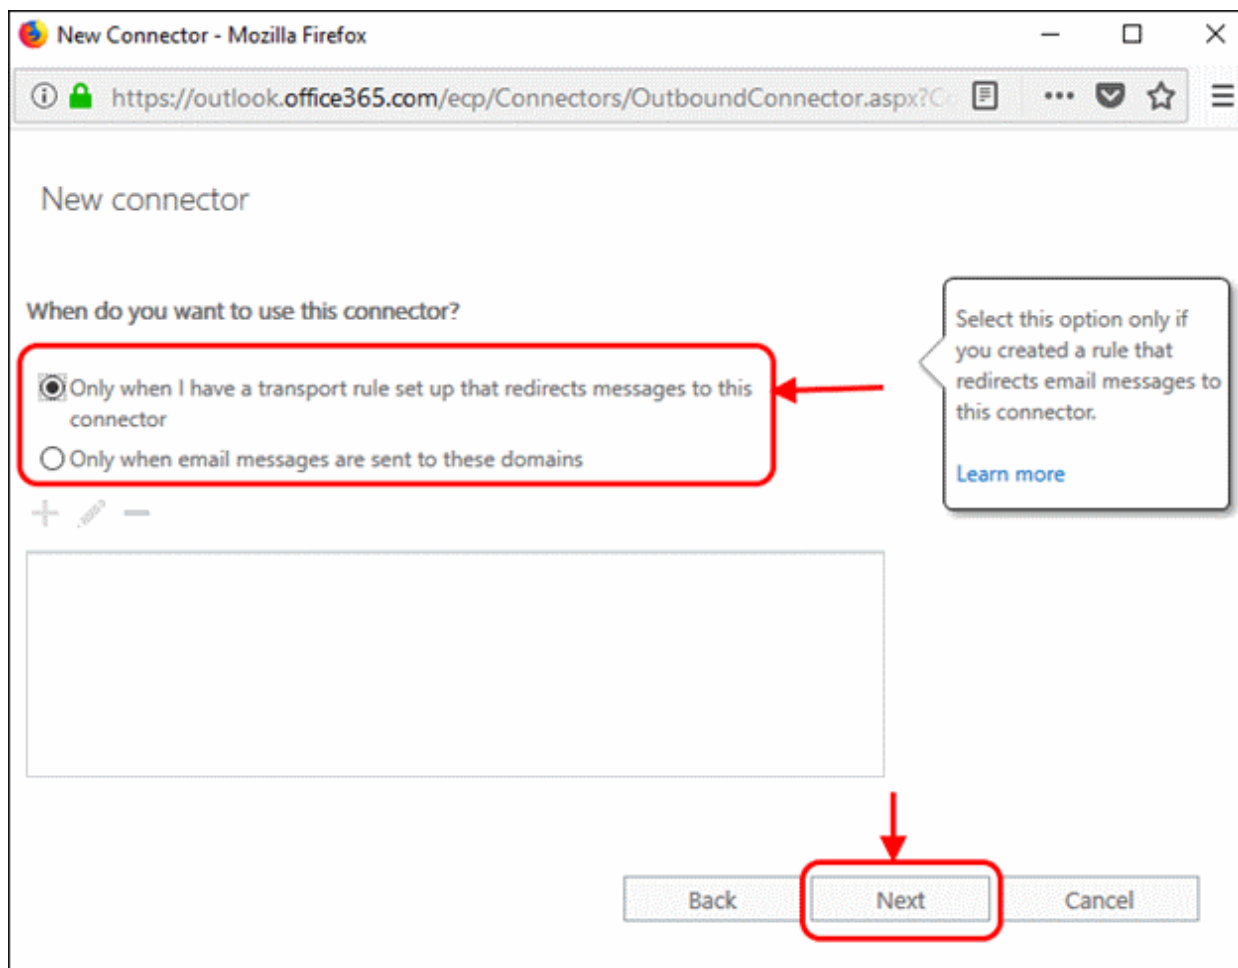 New Connector - Mozilla Firefox
https://outlook.office365.com/ecp/Connectors/OutboundConnector.aspx?Co
New connector
When do you want to use this connector?
Only when I have a transport rule set up that redirects messages to this
connector
Only when email messages are sent to these domains
Select this option only if
you created a rule that
redirects email messages to
this connector.
Learn more
Back
Next
Cancel